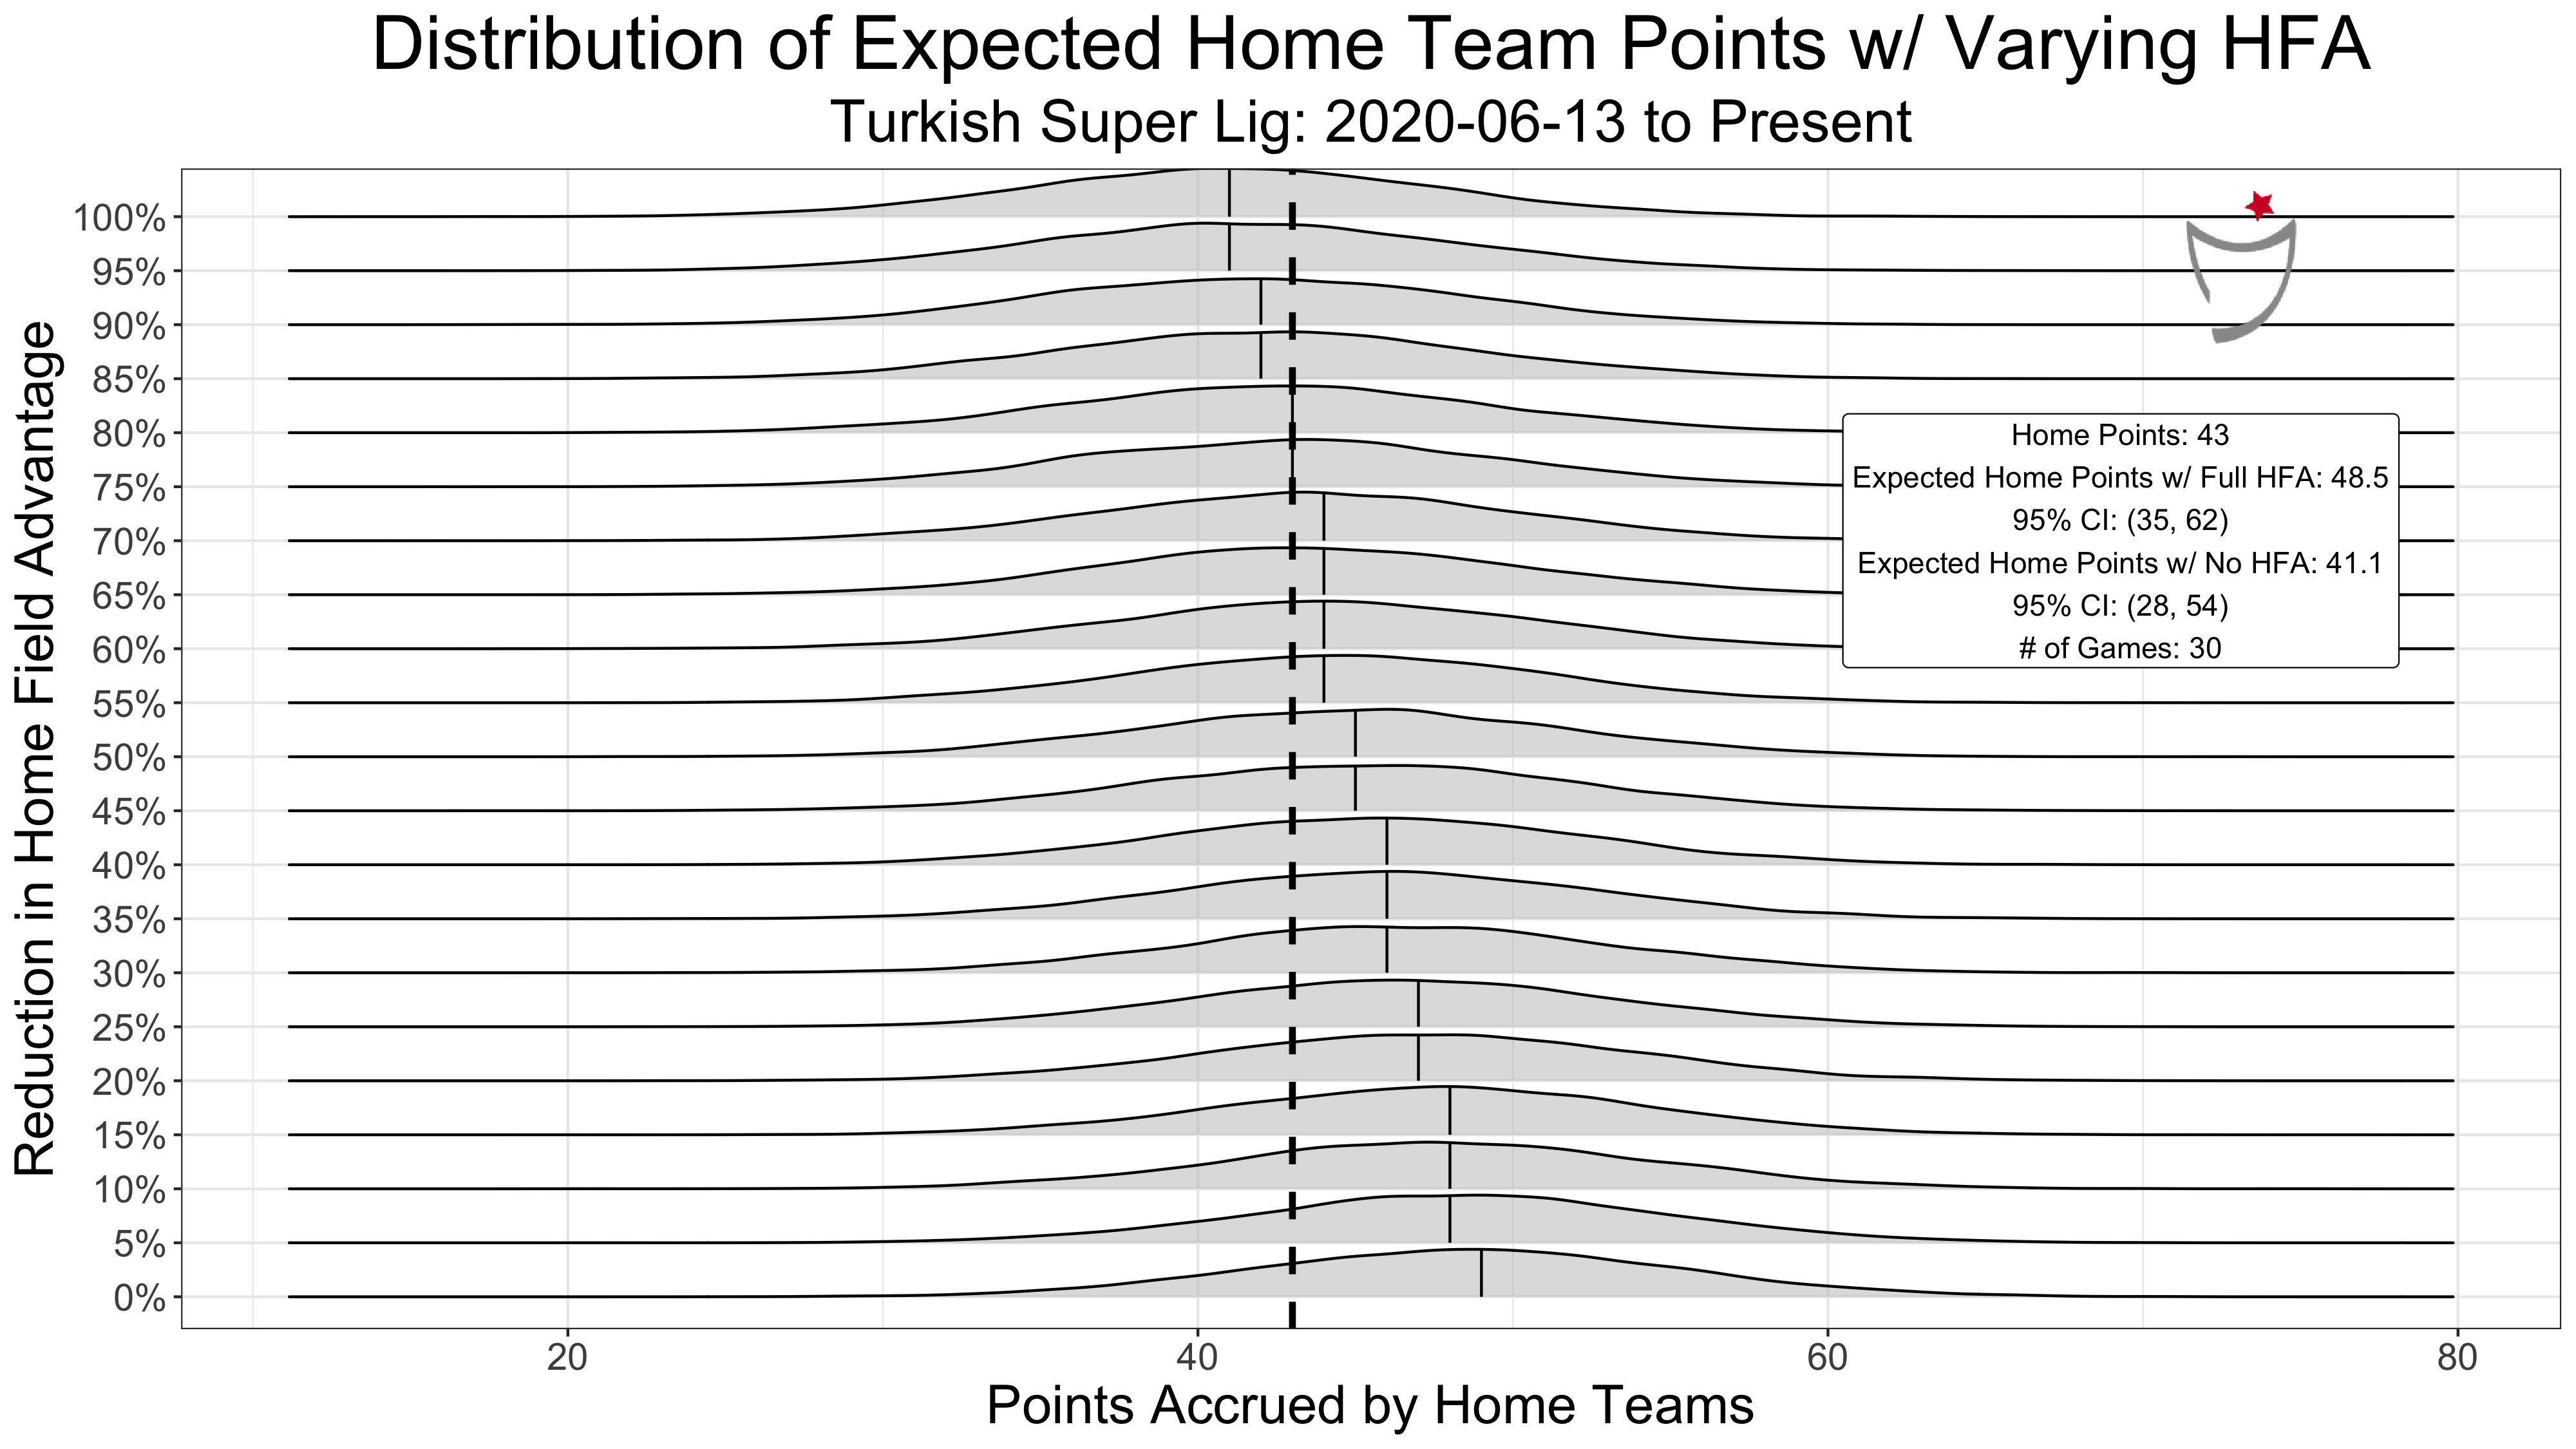 Distribution of Expected Home Team Points w/ Varying HFA
Turkish Super Lig: 2020-06-13 to Present
Reduction in Home Field Advantage
100%
95%
90%
85%
80%
75%
70%
65%
60%
55%
50%
45%
40%
35%
30%
25%
20%
15%
10%
5%
0%
Home Points: 43
Expected Home Points w/ Full HFA: 48.5
95% CI: (35, 62)
Expected Home Points w/ No HFA: 41.1
95% CI: (28, 54)
# of Games: 30
20 40 60 80
Points Accrued by Home Teams